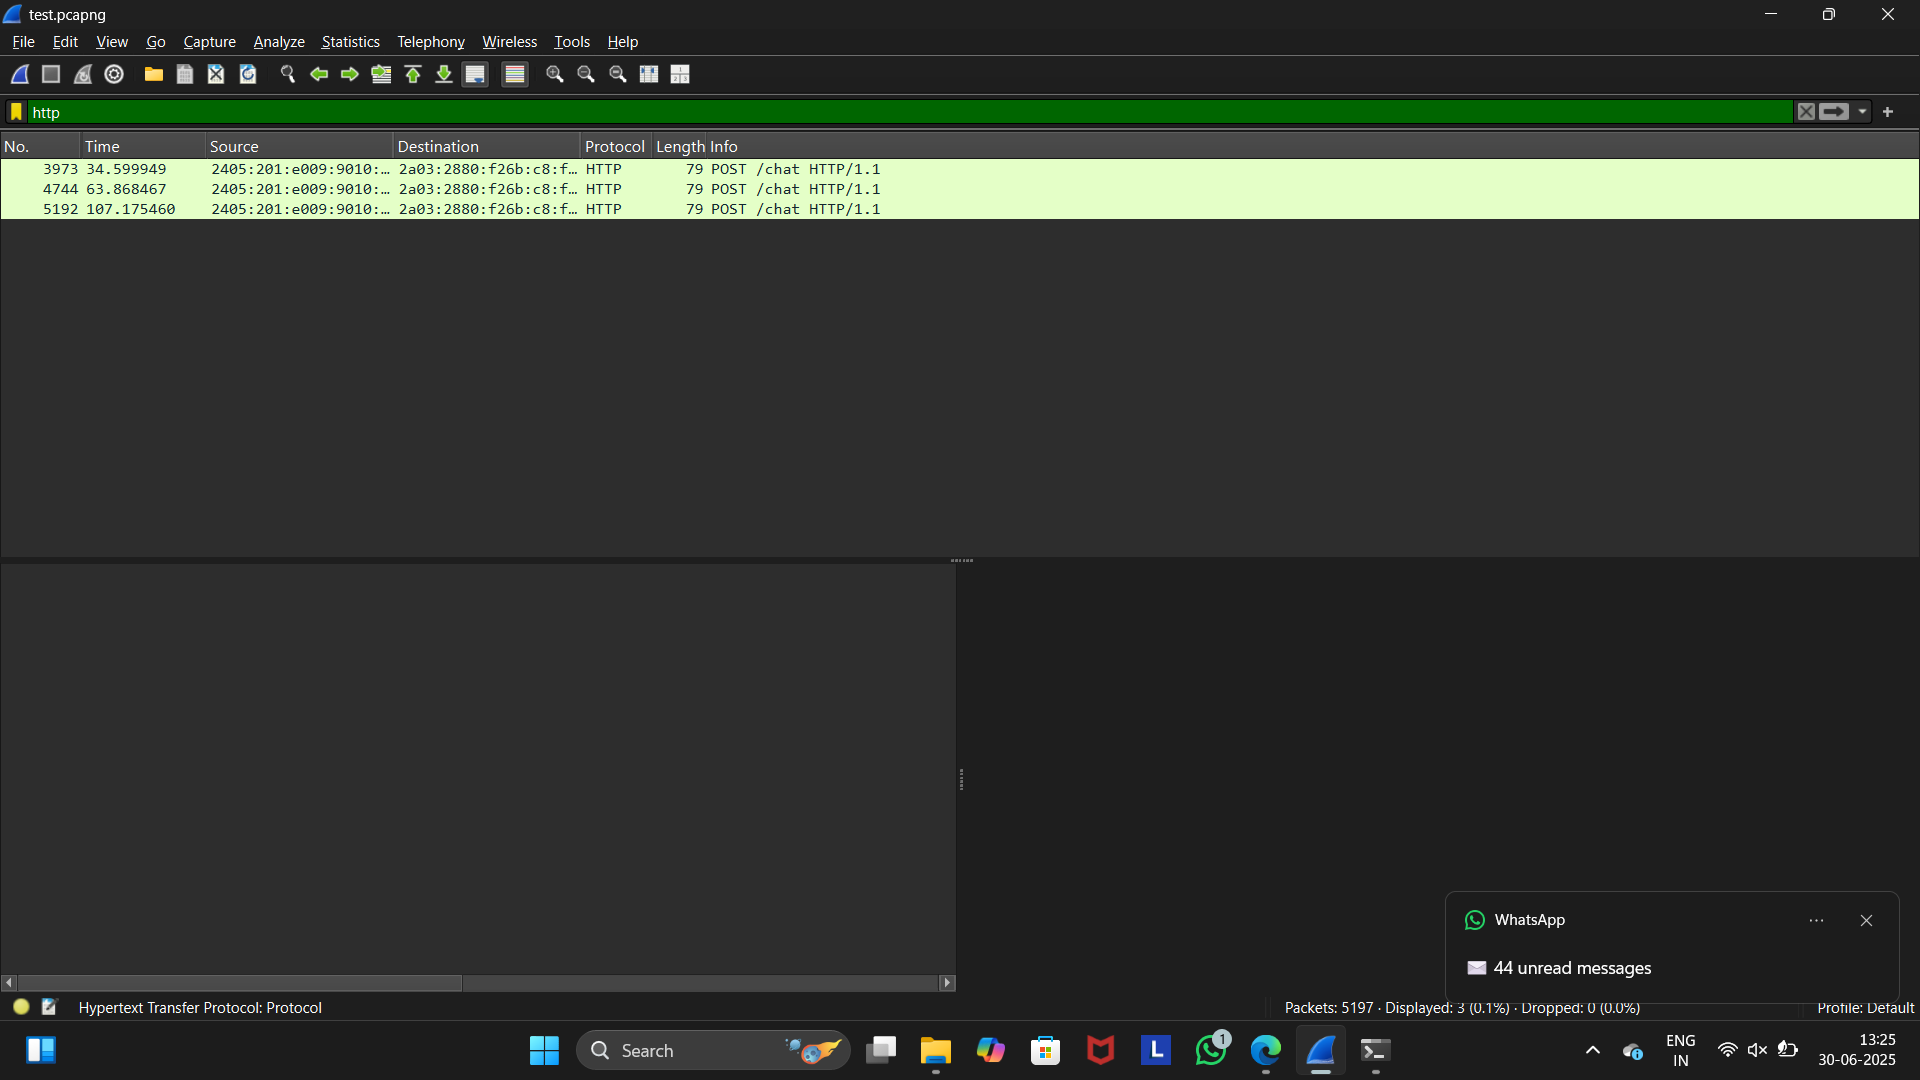 test.pcapng
File Edit View Go Capture Analyze Statistics Telephony Wireless Tools Help
http
No. Time Source Destination Protocol Length Info
3973 34.599949 2405:201:e009:9010:… 2a03:2880:f26b:c8:f… HTTP 79 POST /chat HTTP/1.1
4744 63.868467 2405:201:e009:9010:… 2a03:2880:f26b:c8:f… HTTP 79 POST /chat HTTP/1.1
5192 107.175460 2405:201:e009:9010:… 2a03:2880:f26b:c8:f… HTTP 79 POST /chat HTTP/1.1
WhatsApp
44 unread messages
Hypertext Transfer Protocol: Protocol Packets: 5197 · Displayed: 3 (0.1%) · Dropped: 0 (0.0%) Profile: Default
Search L 1 ENG 13:25
IN 30-06-2025